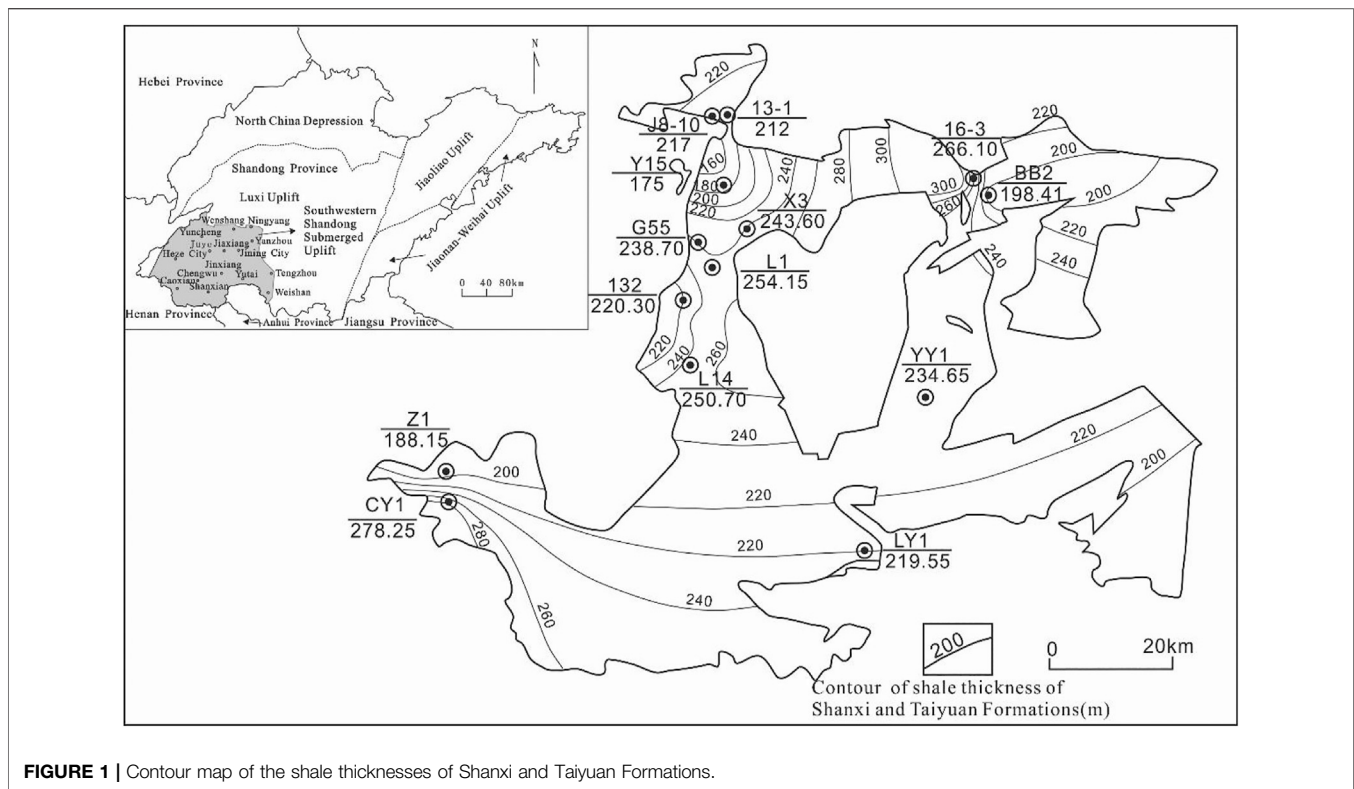 N
Hebei Province
North China Depression
Shandong Province
Jiaoliao Uplift
Luxi Uplift
Jiaonan-Weihai Uplift
Southwestern
Shandong
Submerged
Uplift
Wenshang Ningyang
Yuncheng
Juye Jiaxiang Yanzhou
Heze City Jining City
Jinxiang
Chengwu Yutai Tengzhou
Caoxian
Shanxian Weishan
0 40 80km
Henan Province
Anhui Province
Jiangsu Province
220
J8-10
217
13-1
212
Y15
175
160
180
200
220
240
280
300
X3
243.60
G55
238.70
L1
254.15
132
220.30
220
240
260
L14
250.70
16-3
266.10
220
200
300
260
BB2
198.41
200
220
240
240
YY1
234.65
Z1
188.15
200
240
220
220
200
CY1
278.25
280
220
LY1
219.55
240
260
200
0 20km
Contour of shale thickness of
Shanxi and Taiyuan Formations(m)
FIGURE 1 | Contour map of the shale thicknesses of Shanxi and Taiyuan Formations.